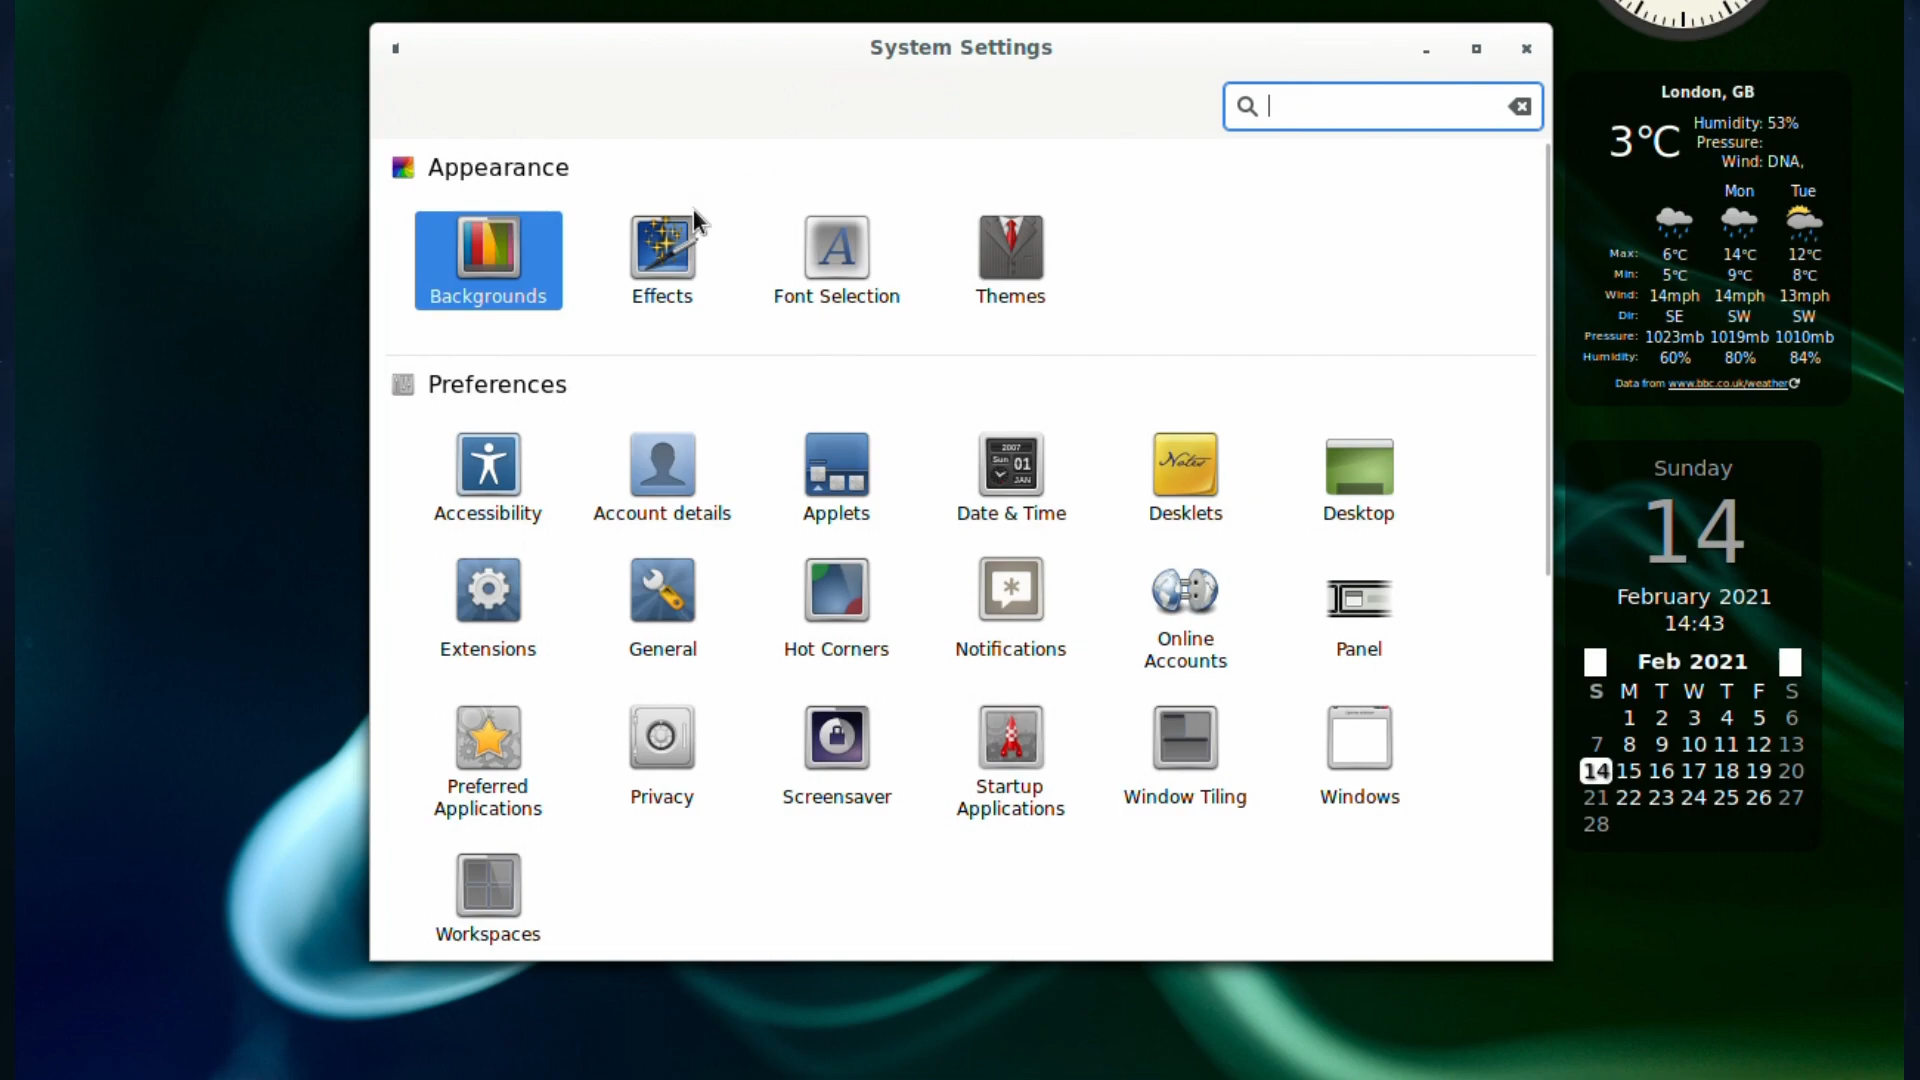 System Settings
Appearance
Backgrounds
Effects
Font Selection
Themes
Preferences
2007
Sun 01
JAN
Notes
Accessibility
Account details
Applets
Date & Time
Desklets
Desktop
Extensions
General
Hot Corners
Notifications
Online
Accounts
Panel
Preferred
Applications
Privacy
Screensaver
Startup
Applications
Window Tiling
Windows
Workspaces
London, GB
3°C
Humidity: 53%
Pressure:
Wind: DNA,
Mon Tue
Max: 6°C 14°C 12°C
Min: 5°C 9°C 8°C
Wind: 14mph 14mph 13mph
Dir: SE SW SW
Pressure: 1023mb 1019mb 1010mb
Humidity: 60% 80% 84%
Data from www.bbc.co.uk/weather
Sunday
14
February 2021
14:43
Feb 2021
S M T W T F S
1 2 3 4 5 6
7 8 9 10 11 12 13
14 15 16 17 18 19 20
21 22 23 24 25 26 27
28